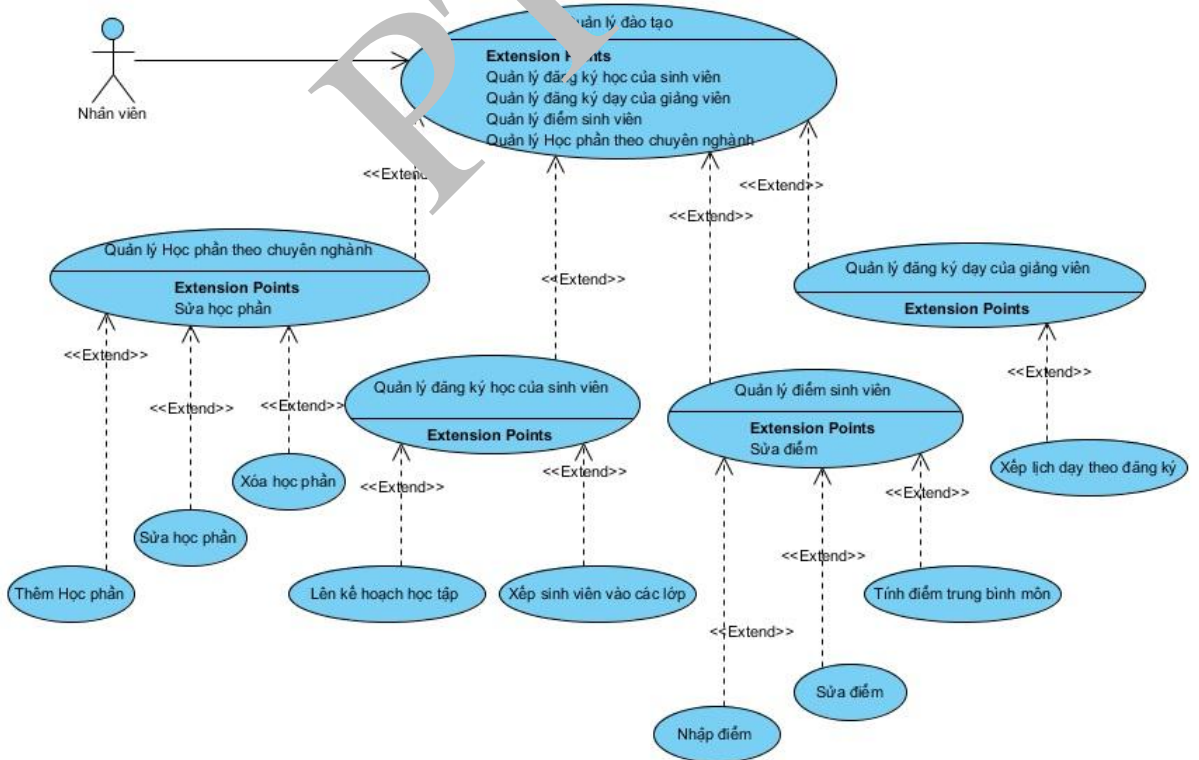 PT
Quản lý đào tạo
Extension Points
Quản lý đăng ký học của sinh viên
Quản lý đăng ký dạy của giảng viên
Quản lý điểm sinh viên
Quản lý Học phần theo chuyên nghành
Nhân viên
<<Extend>>
<<Extend>>
<<Extend>>
<<Extend>>
Quản lý Học phần theo chuyên nghành
Extension Points
Sửa học phần
Quản lý đăng ký dạy của giảng viên
Extension Points
<<Extend>>
<<Extend>>
<<Extend>>
<<Extend>>
Quản lý đăng ký học của sinh viên
Extension Points
Quản lý điểm sinh viên
Extension Points
Sửa điểm
Xếp lịch dạy theo đăng ký
Xóa học phần
<<Extend>>
<<Extend>>
<<Extend>>
Sửa học phần
<<Extend>>
Thêm Học phần
Lên kế hoạch học tập
Xếp sinh viên vào các lớp
Tính điểm trung bình môn
<<Extend>>
Sửa điểm
Nhập điểm